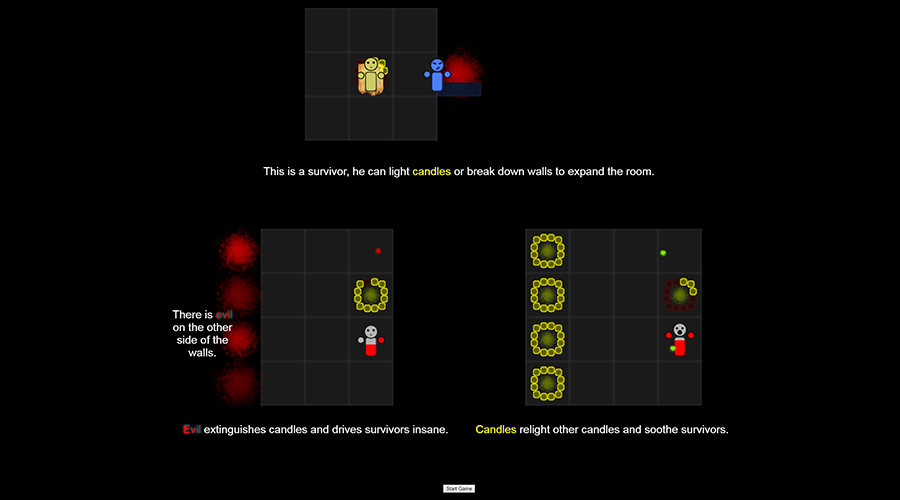 This is a survivor, he can light candles or break down walls to expand the room.
There is evil
on the other
side of the
walls.
Evil extinguishes candles and drives survivors insane.
Candles relight other candles and soothe survivors.
Start Game